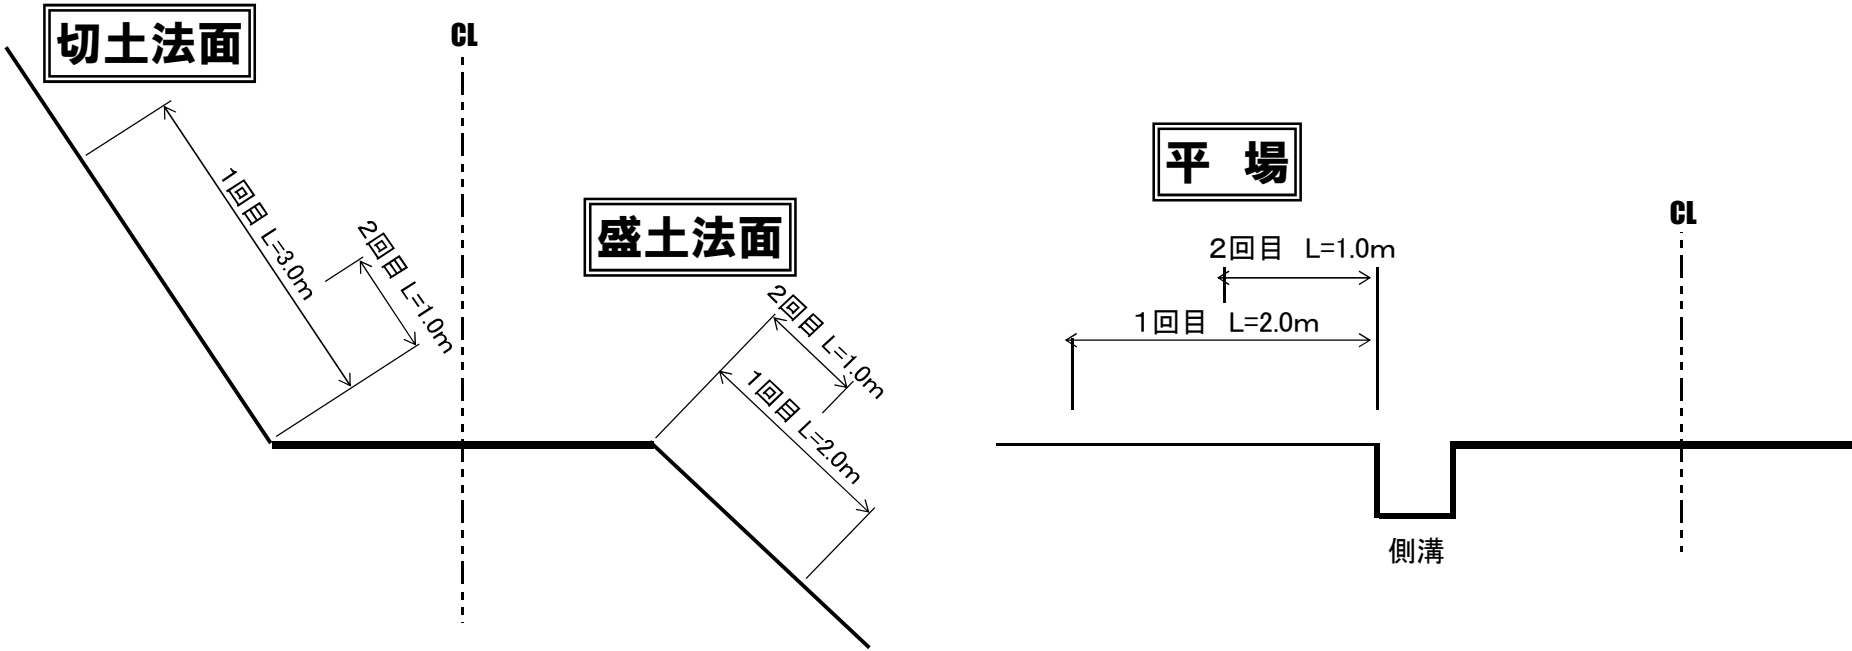 切土法面
CL
1回目 L=3.0m
2回目 L=1.0m
盛土法面
2回目 L=1.0m
1回目 L=2.0m
平 場
CL
2回目 L=1.0m
1回目 L=2.0m
側溝